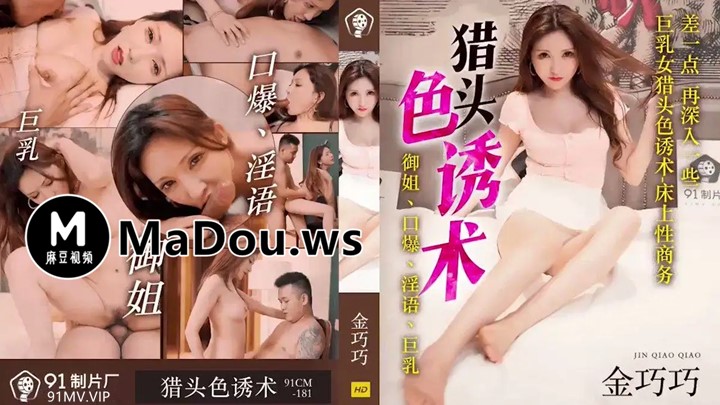 巨乳
口爆、淫语
御姐
M
麻豆视频
MaDou.ws
91制片厂
91MV.VIP
猎头色诱术
91CM
-181
金巧巧
HD
猎头
色诱术
御姐、口爆、淫语、巨乳
差一点 再深入一些
巨乳女猎头色诱术-床上性商务
91制片厂
JIN QIAO QIAO
金巧巧